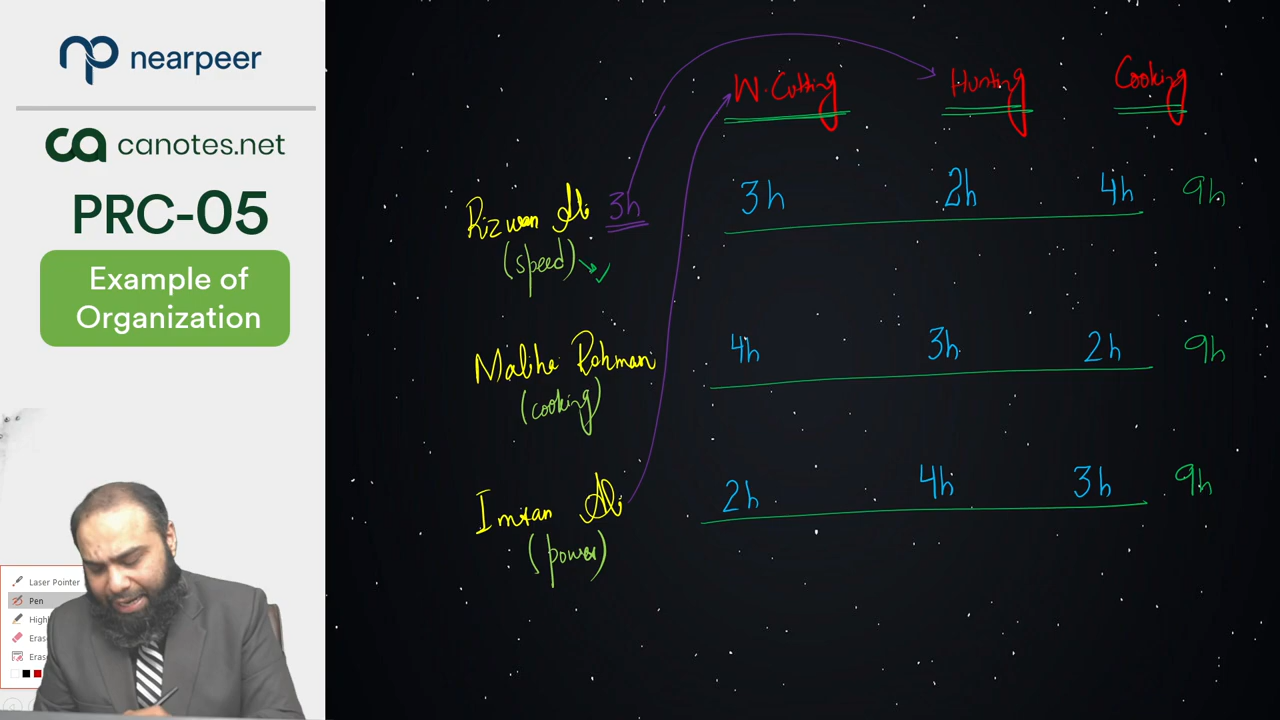 nearpeer
canotes.net
PRC-05
Example of
Organization
Laser Pointer
Pen
W. Cutting Hunting Cooking
Rizwan Ali 3h 3h 2h 4h 9h
(speed)
Maliha Rahmani 4h 3h 2h 9h
(cooking)
Imran Ali 2h 4h 3h 9h
(power)